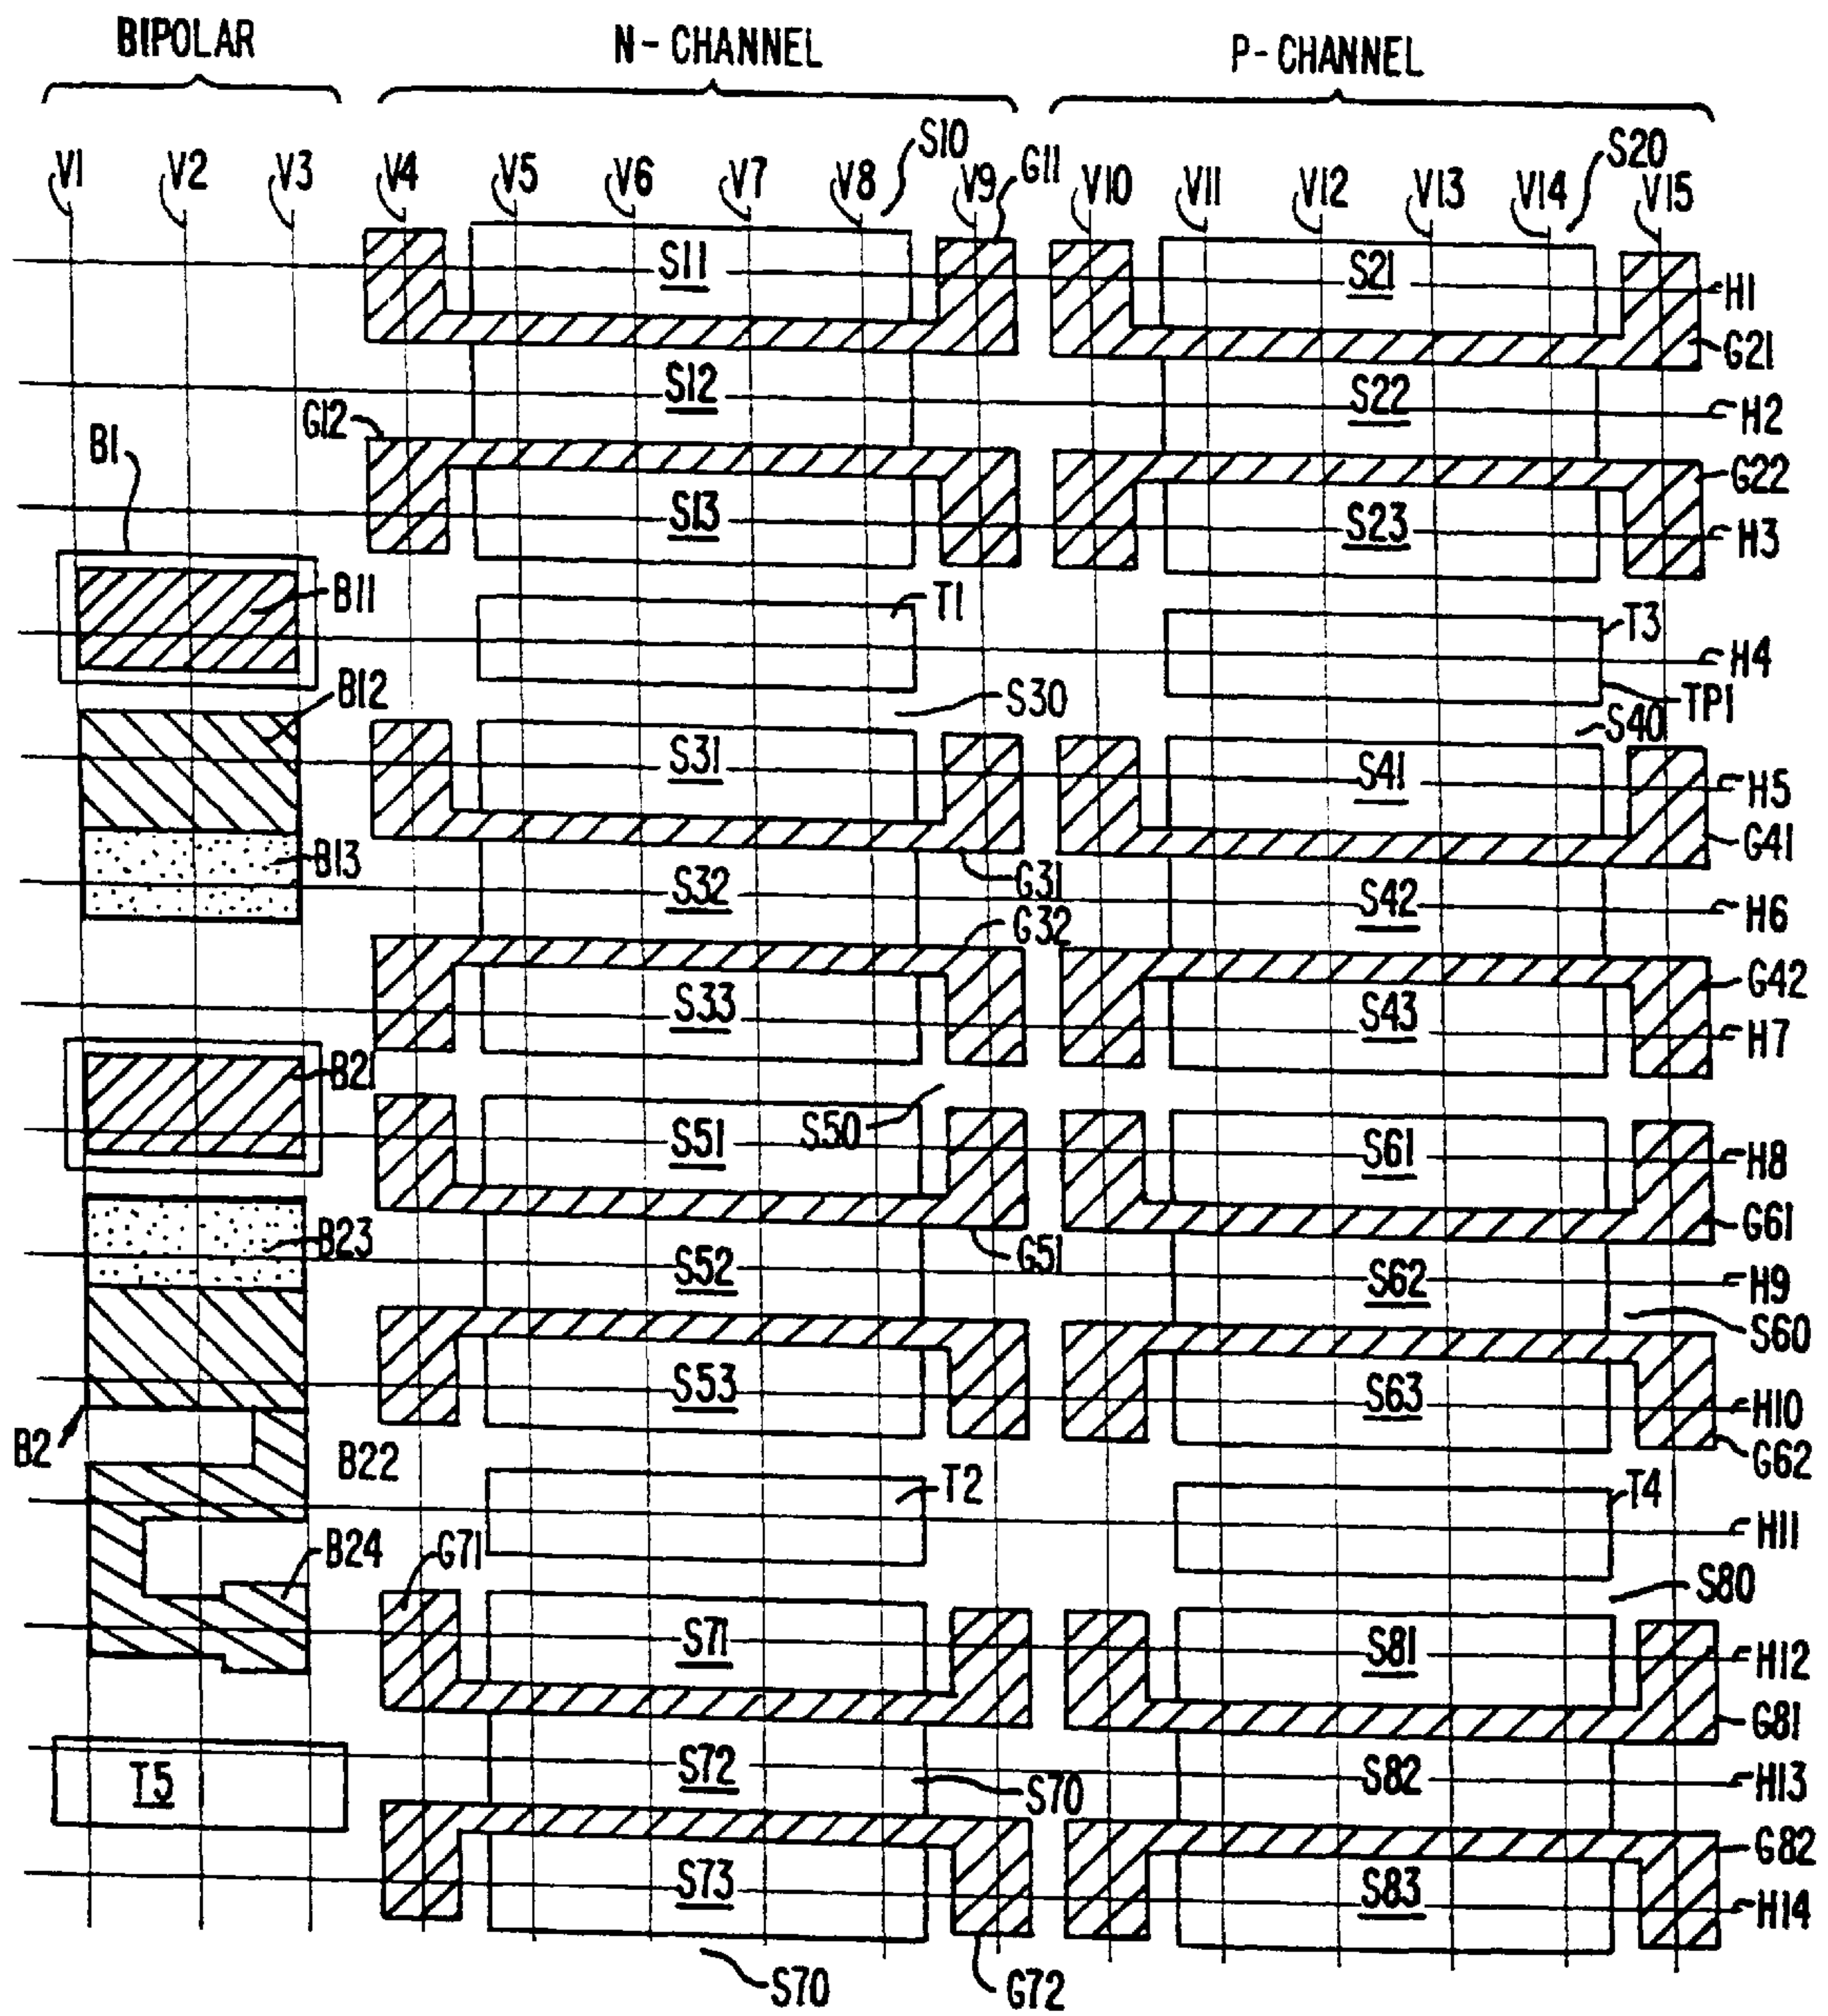 BIPOLAR N-CHANNEL P-CHANNEL
S10 S20
V1 V2 V3 V4 V5 V6 V7 V8 V9 G11 V10 V11 V12 V13 V14 V15
S11 S21 H1
G21
S12 S22 H2
G12
B1 G22
S13 S23 H3
B11 T1 T3
H4
B12 S30 TP1
S40
S31 S41 H5
B13 G41
G31
S32 S42 H6
G32
G42
S33 S43 H7
B21
S50
S51 S61 H8
B23 G51 G61
S52 S62 H9
S60
S53 S63 H10
B2 B22 G62
T2 T4
H11
B24 G71
S80
S71 S81 H12
G81
T5 S72 S82 H13
S70
G82
S73 S83 H14
S70 G72